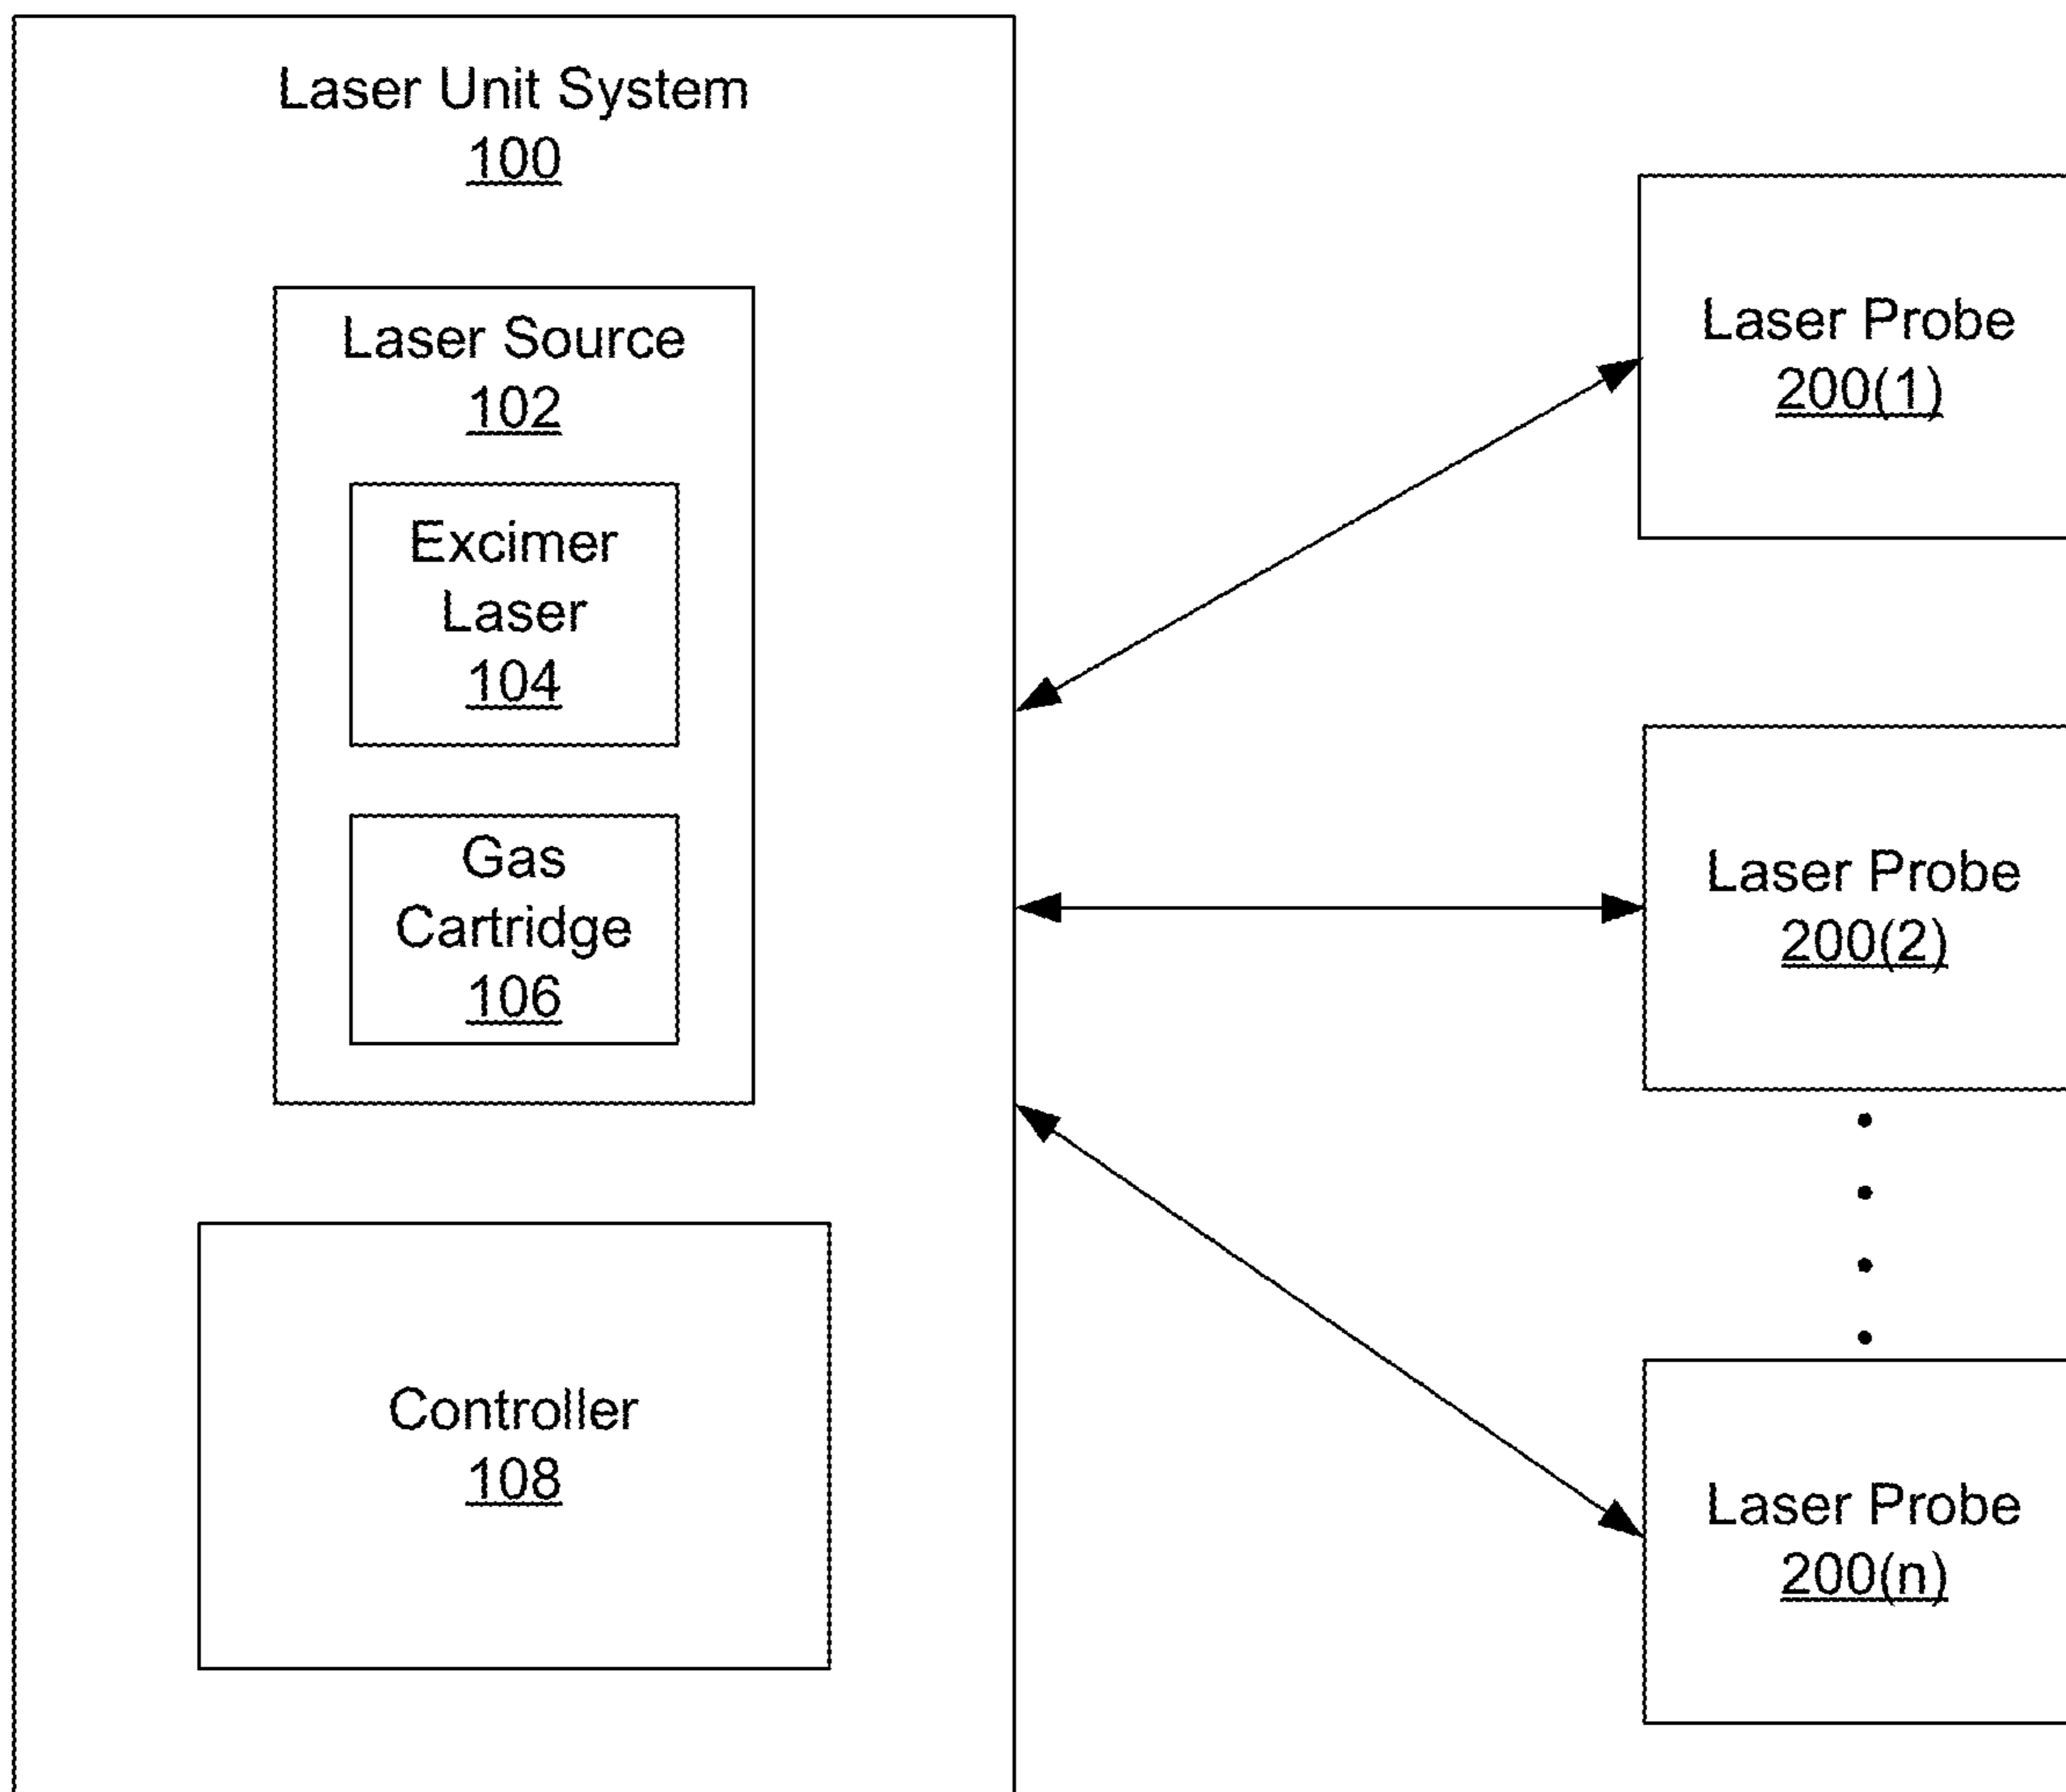 Laser Unit System
100
Laser Source
102
Excimer
Laser
104
Gas
Cartridge
106
Controller
108
Laser Probe
200(1)
Laser Probe
200(2)
Laser Probe
200(n)